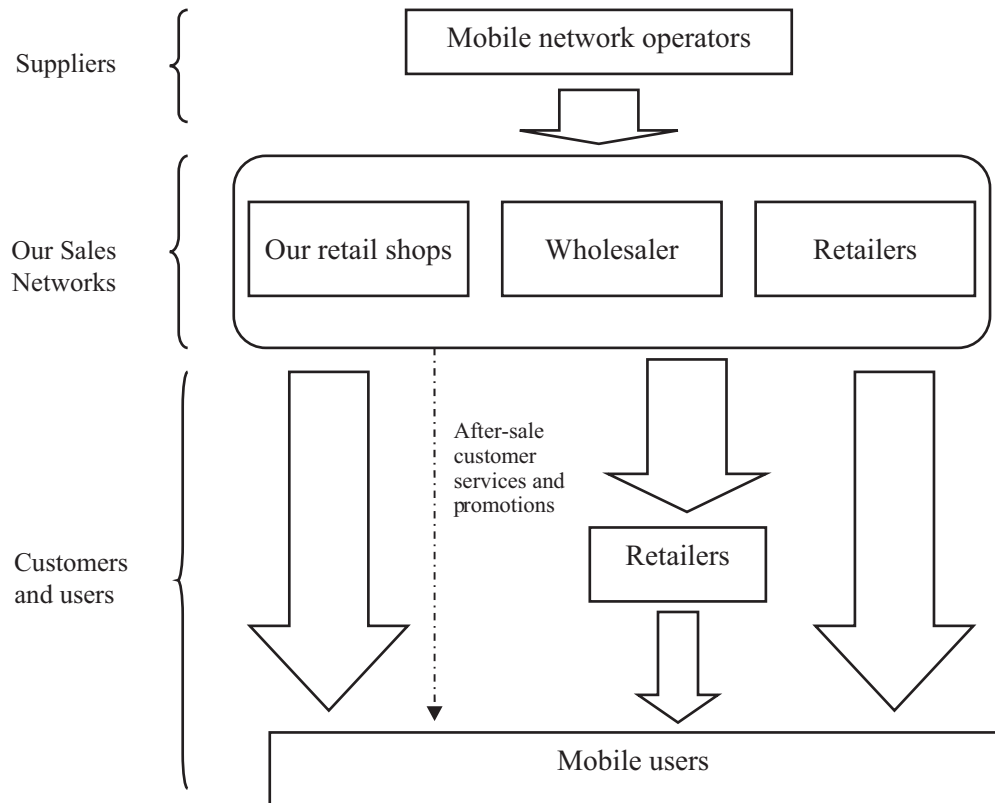 Mobile network operators
Suppliers
Our retail shops
Wholesaler
Retailers
Our Sales
Networks
After-sale
customer
services and
promotions
Retailers
Customers
and users
Mobile users